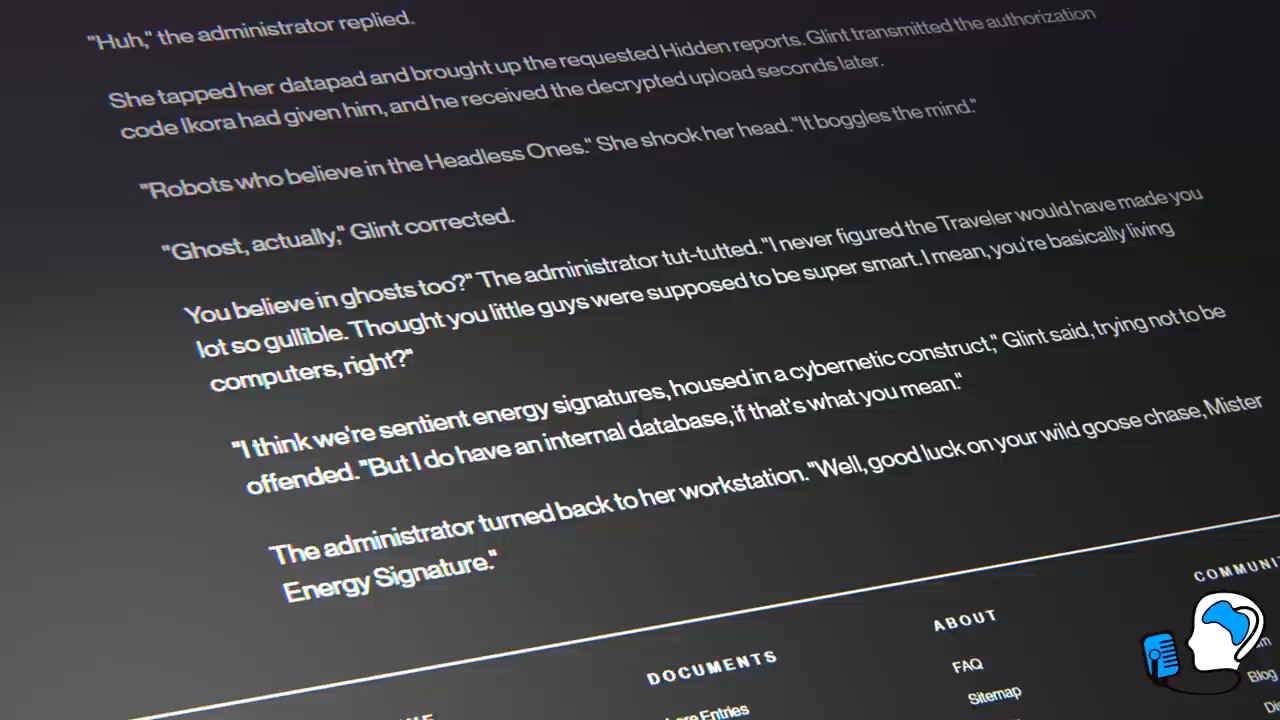 "Huh," the administrator replied.
She tapped her datapad and brought up the requested Hidden reports. Glint transmitted the authorization
code Ikora had given him, and he received the decrypted upload seconds later.
"Robots who believe in the Headless Ones." She shook her head. "It boggles the mind."
"Ghost, actually," Glint corrected.
You believe in ghosts too?" The administrator tut-tutted. "I never figured the Traveler would have made you
lot so gullible. Thought you little guys were supposed to be super smart. I mean, you're basically living
computers, right?"
"I think we're sentient energy signatures, housed in a cybernetic construct," Glint said, trying not to be
offended. "But I do have an internal database, if that's what you mean."
The administrator turned back to her workstation. "Well, good luck on your wild goose chase, Mister
Energy Signature."
DOCUMENTS
Entries
ABOUT
FAQ
Sitemap
COMMUNI
Blog